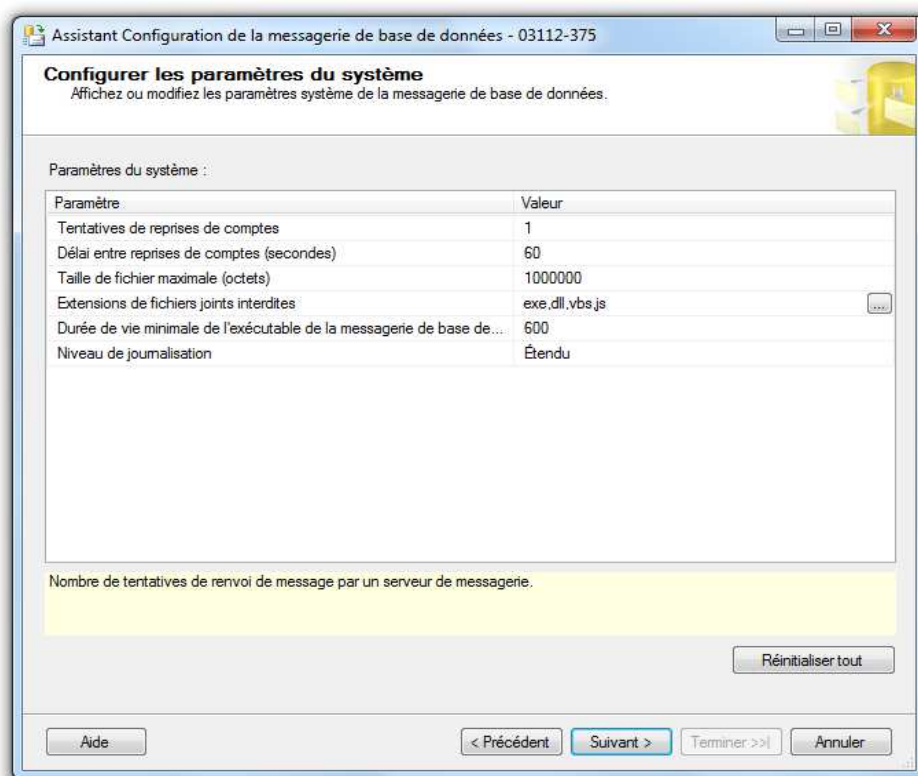 Assistant Configuration de la messagerie de base de données - 03112-375
Configurer les paramètres du système
Affichez ou modifiez les paramètres système de la messagerie de base de données.
Paramètres du système :
Paramètre Valeur
Tentatives de reprises de comptes 1
Délai entre reprises de comptes (secondes) 60
Taille de fichier maximale (octets) 1000000
Extensions de fichiers joints interdites exe,dll,vbs,js ...
Durée de vie minimale de l'exécutable de la messagerie de base de... 600
Niveau de journalisation Étendu
Nombre de tentatives de renvoi de message par un serveur de messagerie.
Réinitialiser tout
Aide < Précédent Suivant > Terminer >>| Annuler